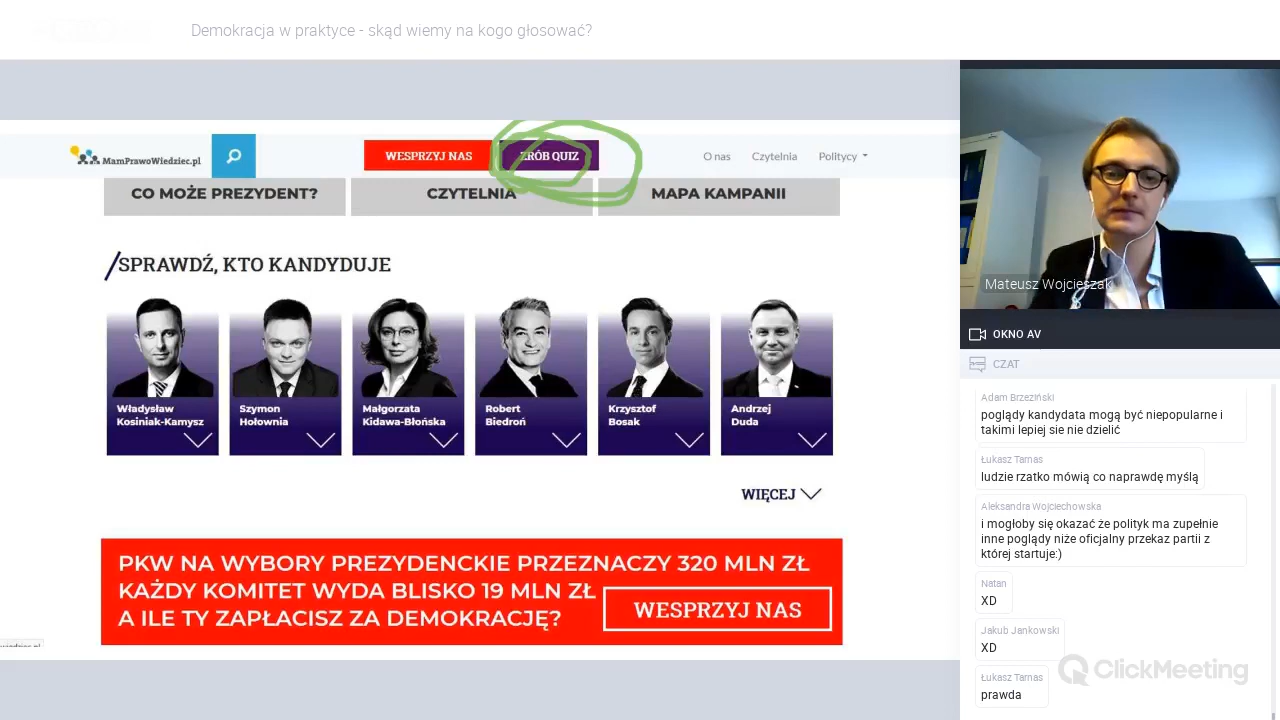 Demokracja w praktyce - skąd wiemy na kogo głosować?
MamPrawoWiedziec.pl
WESPRZYJ NAS
ZRÓB QUIZ
O nas
Czytelnia
Politycy
CO MOŻE PREZYDENT?
CZYTELNIA
MAPA KAMPANII
SPRAWDŹ, KTO KANDYDUJE
Władysław
Kosiniak-Kamysz
Szymon
Hołownia
Małgorzata
Kidawa-Błońska
Robert
Biedroń
Krzysztof
Bosak
Andrzej
Duda
WIĘCEJ
PKW NA WYBORY PREZYDENCKIE PRZEZNACZY 320 MLN ZŁ
KAŻDY KOMITET WYDA BLISKO 19 MLN ZŁ
A ILE TY ZAPŁACISZ ZA DEMOKRACJĘ?
WESPRZYJ NAS
Mateusz Wojcieszak
OKNO AV
CZAT
Adam Brzeziński
poglądy kandydata mogą być niepopularne i
takimi lepiej sie nie dzielić
Łukasz Tarnas
ludzie rzatko mówią co naprawdę myślą
Aleksandra Wojciechowska
i mogłoby się okazać że polityk ma zupełnie
inne poglądy niże oficjalny przekaz partii z
której startuje:)
Natan
XD
Jakub Jankowski
XD
Łukasz Tarnas
prawda
ClickMeeting